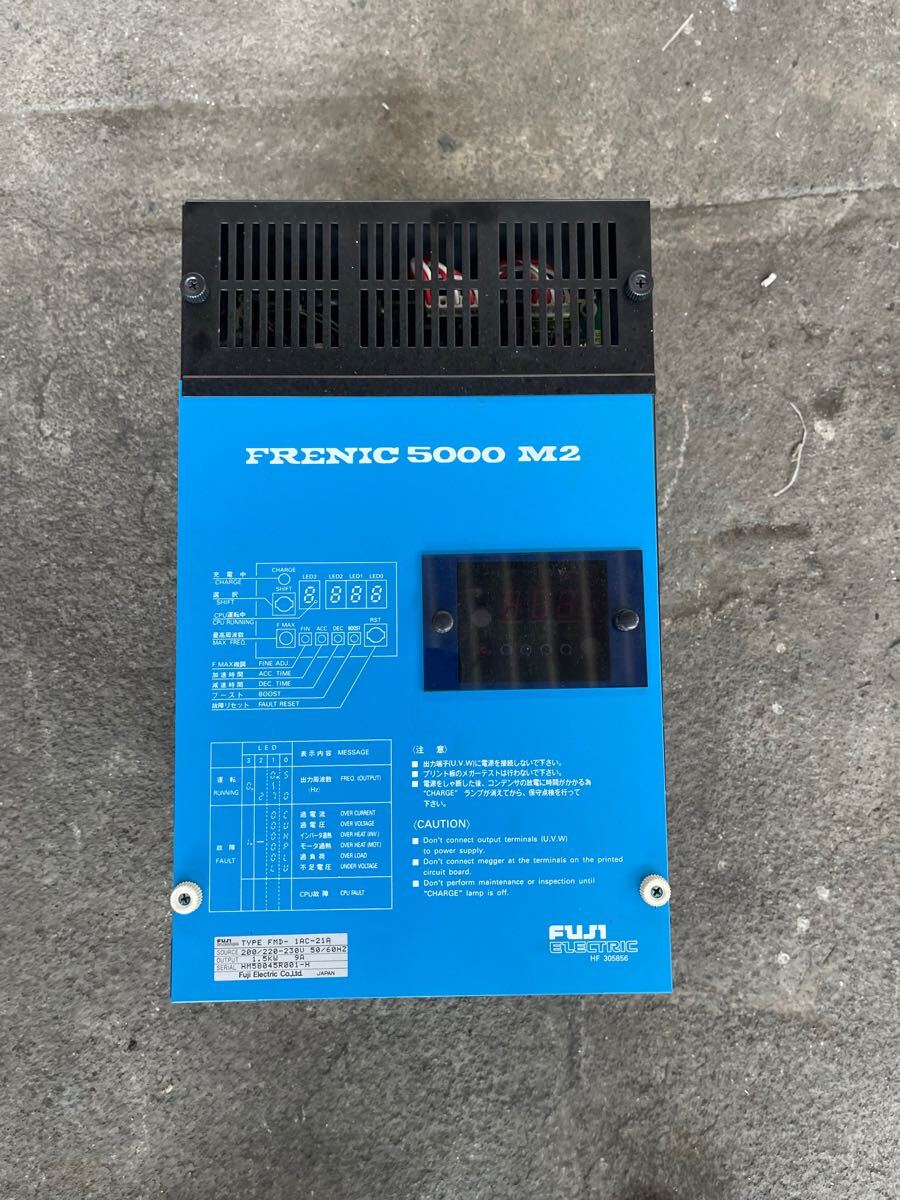 FRENIC 5000 M2
充電中
CHARGE
CHARGE
LED3 LED2 LED1 LED0
選択
SHIFT
SHIFT
CPU運転中
CPU RUNNING
最高周波数
MAX FREQ.
F MAX FIN ACC DEC BOOST RST
F MAX微調 FINE ADJ.
加速時間 ACC TIME
減速時間 DEC. TIME
ブースト BOOST
故障リセット FAULT RESET
LED
3 2 1 0
表示内容 MESSAGE
運転
RUNNING
出力周波数 FREQ. (OUTPUT)
(Hz)
故障
FAULT
過電流 OVER CURRENT
過電圧 OVER VOLTAGE
インバータ過熱 OVER HEAT (INV.)
モータ過熱 OVER HEAT (MOT.)
過負荷 OVER LOAD
不足電圧 UNDER VOLTAGE
CPU故障 CPU FAULT
〈注 意〉
■ 出力端子(U.V.W)に電源を接続しないで下さい。
■ プリント板のメガーテストは行わないで下さい。
■ 電源をしゃ断した後、コンデンサの放電に時間がかかる為
“CHARGE” ランプが消えてから、保守点検を行って
下さい。
〈CAUTION〉
■ Don't connect output terminals (U.V.W)
to power supply.
■ Don't connect megger at the terminals on the printed
circuit board.
■ Don't perform maintenance or inspection until
“CHARGE” lamp is off.
FUJI TYPE FMD- 1AC-21A
SOURCE 200/220-230V 50/60HZ
OUTPUT 1.5KW 9A
SERIAL HM58045R001-H
Fuji Electric Co.,Ltd. JAPAN
FUJI
ELECTRIC
HF 305856